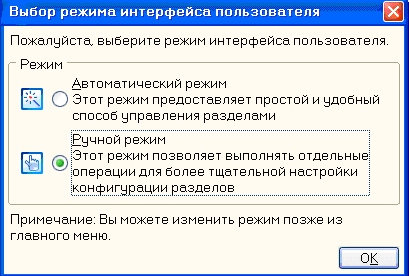 Выбор режима интерфейса пользователя
Пожалуйста, выберите режим интерфейса пользователя.
Режим
Автоматический режим
Этот режим предоставляет простой и удобный
способ управления разделами
Ручной режим
Этот режим позволяет выполнять отдельные
операции для более тщательной настройки
конфигурации разделов
Примечание: Вы можете изменить режим позже из
главного меню.
OK